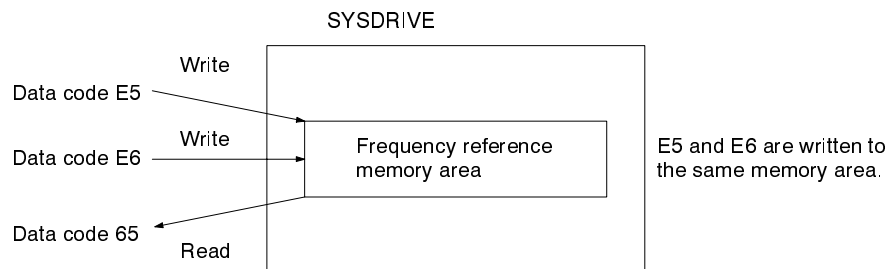 SYSDRIVE
Write
Data code E5
Write
Data code E6
Frequency reference
memory area
E5 and E6 are written to
the same memory area.
Data code 65
Read